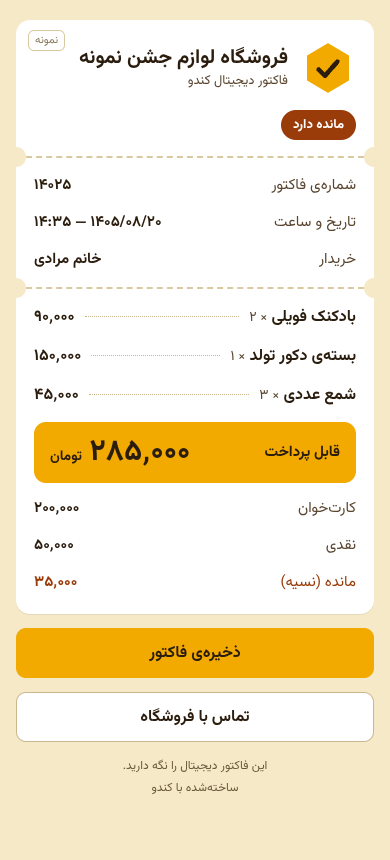 نمونه
فروشگاه لوازم جشن نمونه
فاکتور دیجیتال کندو
مانده دارد
شماره‌ی فاکتور ۱۴۰۲۵
تاریخ و ساعت ۱۴۰۵/۰۸/۲۰ — ۱۴:۳۵
خریدار خانم مرادی
بادکنک فویلی × ۲ ۹۰,۰۰۰
بسته‌ی دکور تولد × ۱ ۱۵۰,۰۰۰
شمع عددی × ۳ ۴۵,۰۰۰
قابل پرداخت ۲۸۵,۰۰۰ تومان
کارت‌خوان ۲۰۰,۰۰۰
نقدی ۵۰,۰۰۰
مانده (نسیه) ۳۵,۰۰۰
ذخیره‌ی فاکتور
تماس با فروشگاه
این فاکتور دیجیتال را نگه دارید.
ساخته‌شده با کندو